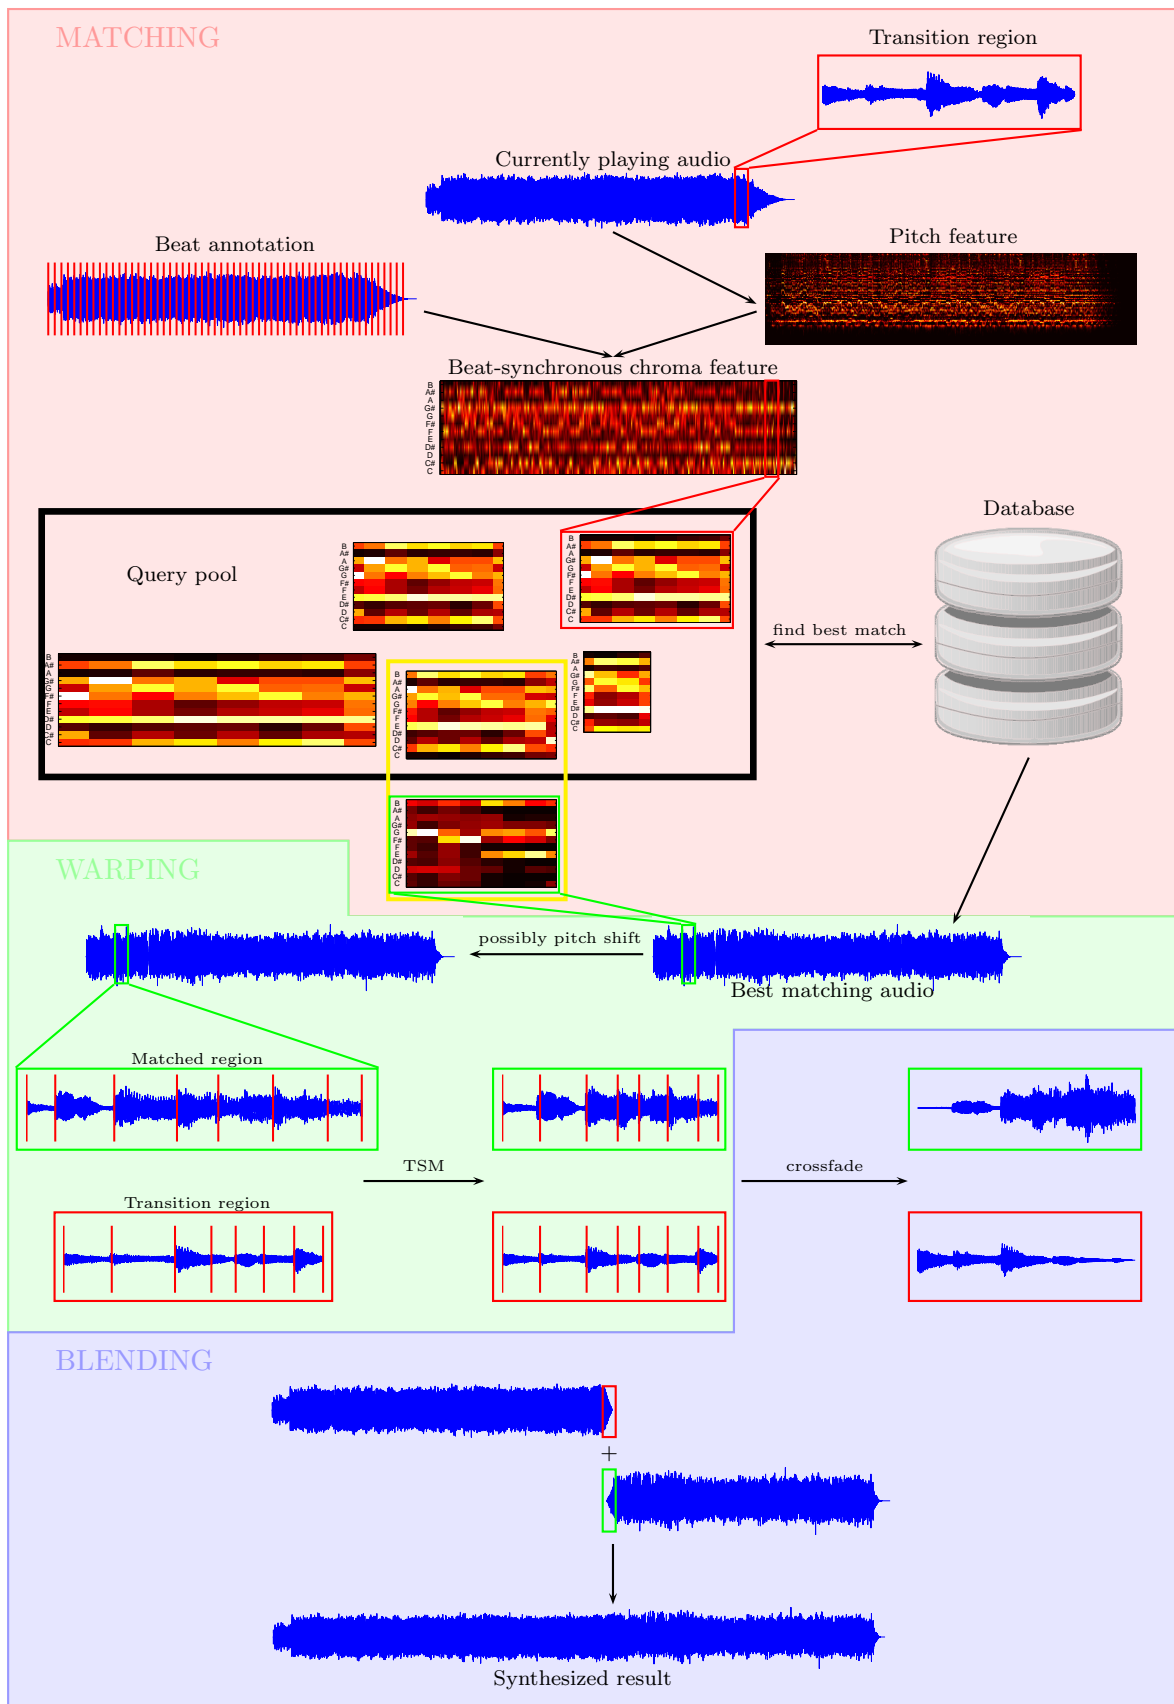 MATCHING
Transition region
Currently playing audio
Beat annotation
Pitch feature
Beat-synchronous chroma feature
B
A#
A
G#
G
F#
F
E
D#
D
C#
C
Database
Query pool
B
A#
A
G#
G
F#
F
E
D#
D
C#
C
B
A#
A
G#
G
F#
F
E
D#
D
C#
C
find best match
B
A#
A
G#
G
F#
F
E
D#
D
C#
C
B
A#
A
G#
G
F#
F
E
D#
D
C#
C
B
A#
A
G#
G
F#
F
E
D#
D
C#
C
B
A#
A
G#
G
F#
F
E
D#
D
C#
C
WARPING
possibly pitch shift
Best matching audio
Matched region
TSM
crossfade
Transition region
BLENDING
+
Synthesized result